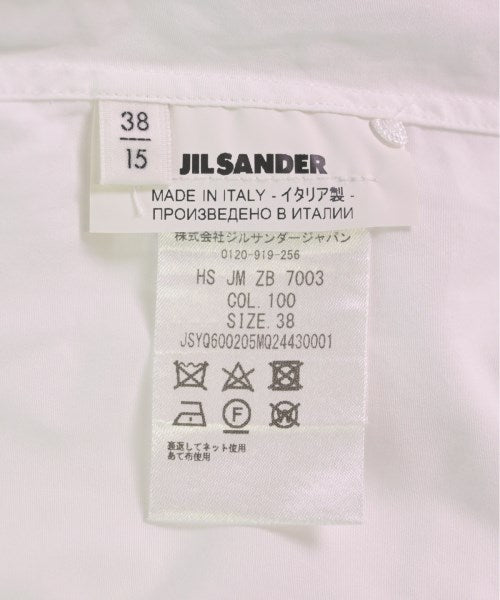 38
15
JIL SANDER
MADE IN ITALY - イタリア製 -
ПРОИЗВЕДЕНО В ИТАЛИИ
株式会社ジルサンダージャパン
0120-919-256
HS JM ZB 7003
COL. 100
SIZE. 38
JSYQ600205MQ24430001
F
W
裏返してネット使用
あて布使用